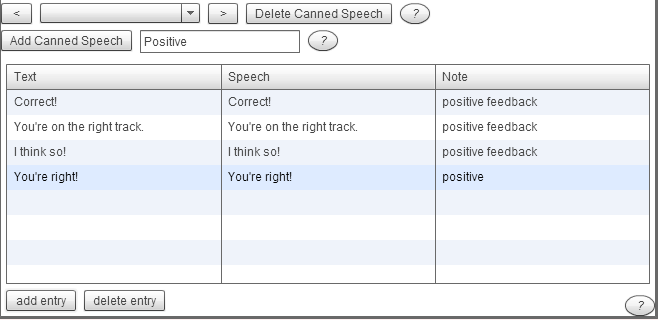 < > Delete Canned Speech ?
Add Canned Speech Positive ?
Text Speech Note
Correct! Correct! positive feedback
You're on the right track. You're on the right track. positive feedback
I think so! I think so! positive feedback
You're right! You're right! positive
add entry delete entry ?